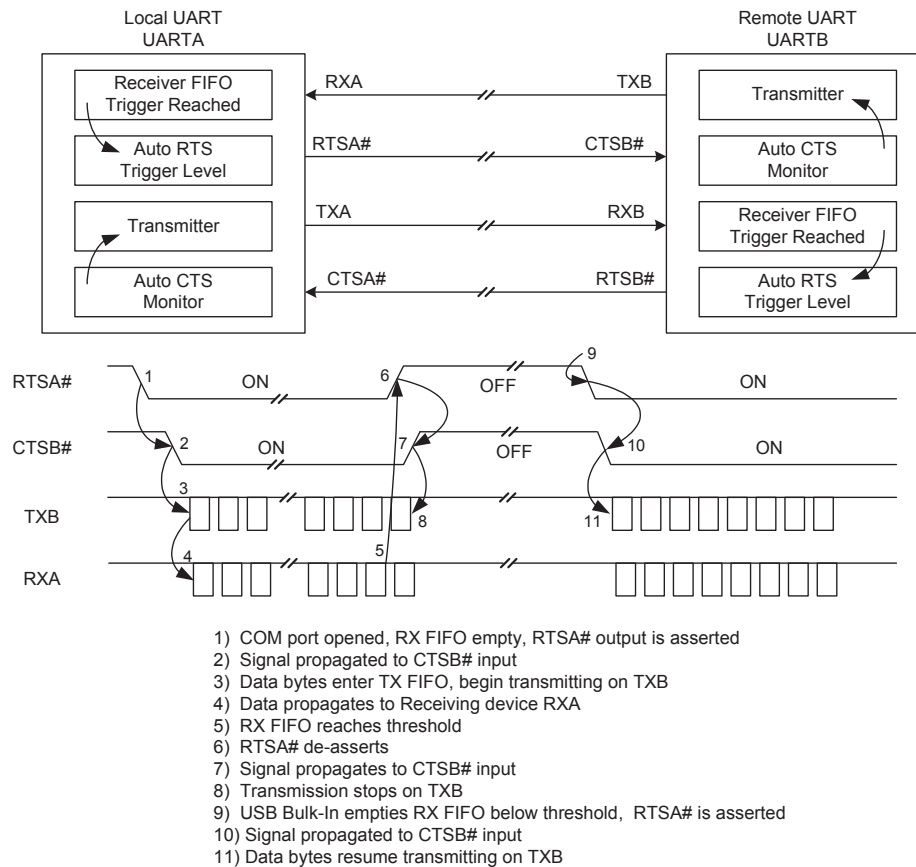 Local UART
UARTA
Remote UART
UARTB
Receiver FIFO
Trigger Reached
Auto RTS
Trigger Level
Transmitter
Auto CTS
Monitor
RXA
TXB
RTSA#
CTSB#
TXA
RXB
CTSA#
RTSB#
Transmitter
Auto CTS
Monitor
Receiver FIFO
Trigger Reached
Auto RTS
Trigger Level
RTSA#
1
ON
6
OFF
9
ON
CTSB#
2
ON
7
OFF
10
ON
TXB
3
8
11
RXA
4
5
1) COM port opened, RX FIFO empty, RTSA# output is asserted
2) Signal propagated to CTSB# input
3) Data bytes enter TX FIFO, begin transmitting on TXB
4) Data propagates to Receiving device RXA
5) RX FIFO reaches threshold
6) RTSA# de-asserts
7) Signal propagates to CTSB# input
8) Transmission stops on TXB
9) USB Bulk-In empties RX FIFO below threshold, RTSA# is asserted
10) Signal propagated to CTSB# input
11) Data bytes resume transmitting on TXB